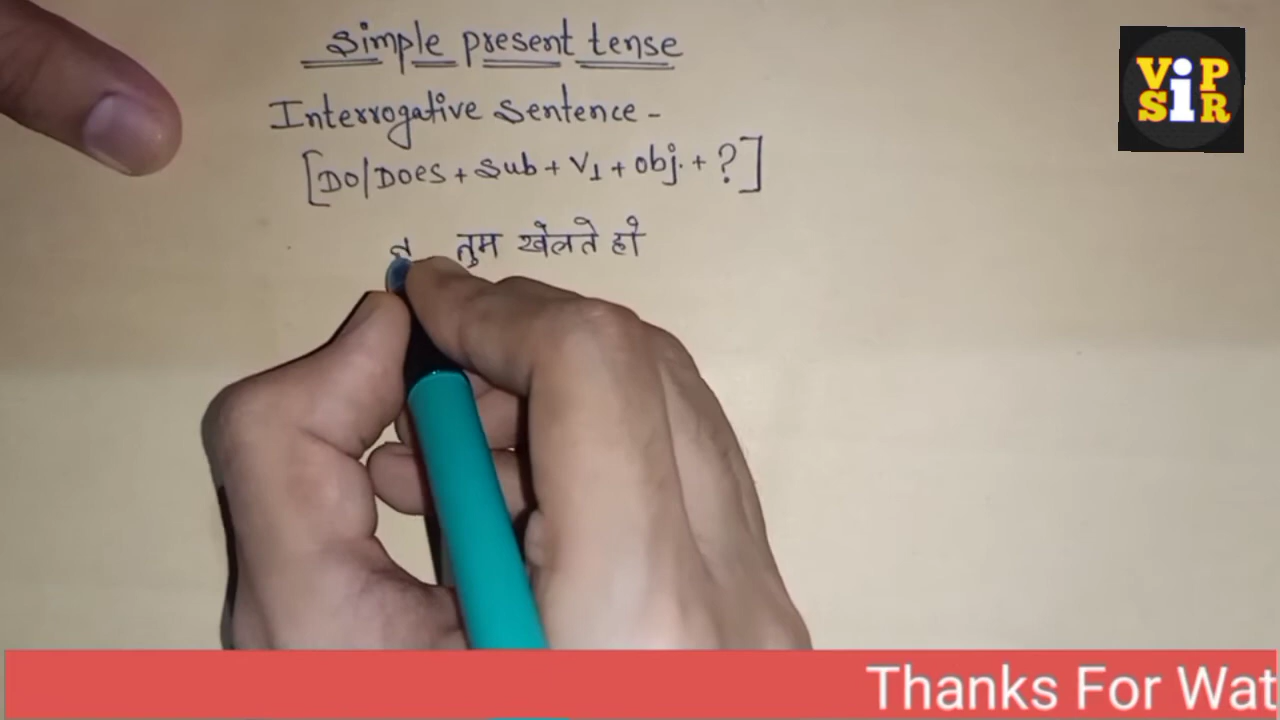 Simple present tense
Interrogative Sentence -
[DO/DOES + Sub + V1 + obj. + ?]
तुम खेलते हो
ViP
SiR
Thanks For Wat